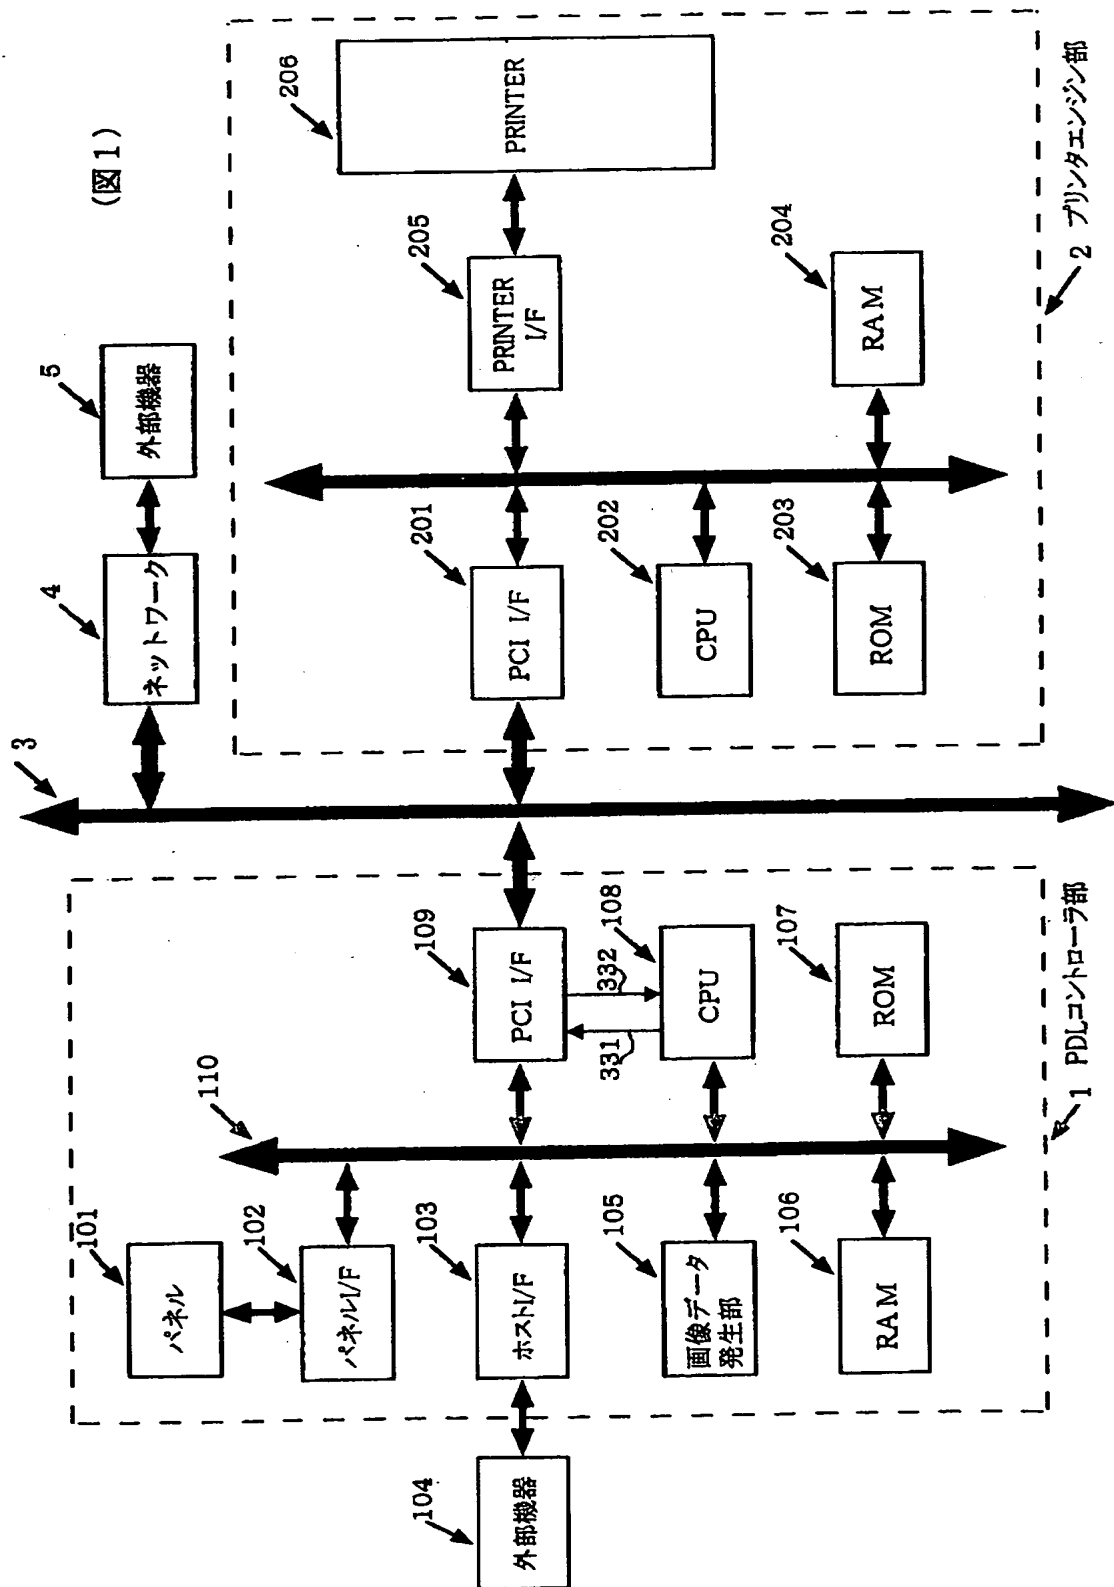 (図1)
101
パネル
102
パネルI/F
103
ホストI/F
104
外部機器
105
画像データ
発生部
106
RAM
110
109
PCI I/F
331
332
108
CPU
107
ROM
1 PDLコントローラ部
3
4
ネットワーク
5
外部機器
201
PCI I/F
202
CPU
203
ROM
204
RAM
205
PRINTER
I/F
206
PRINTER
2 プリンタエンジン部